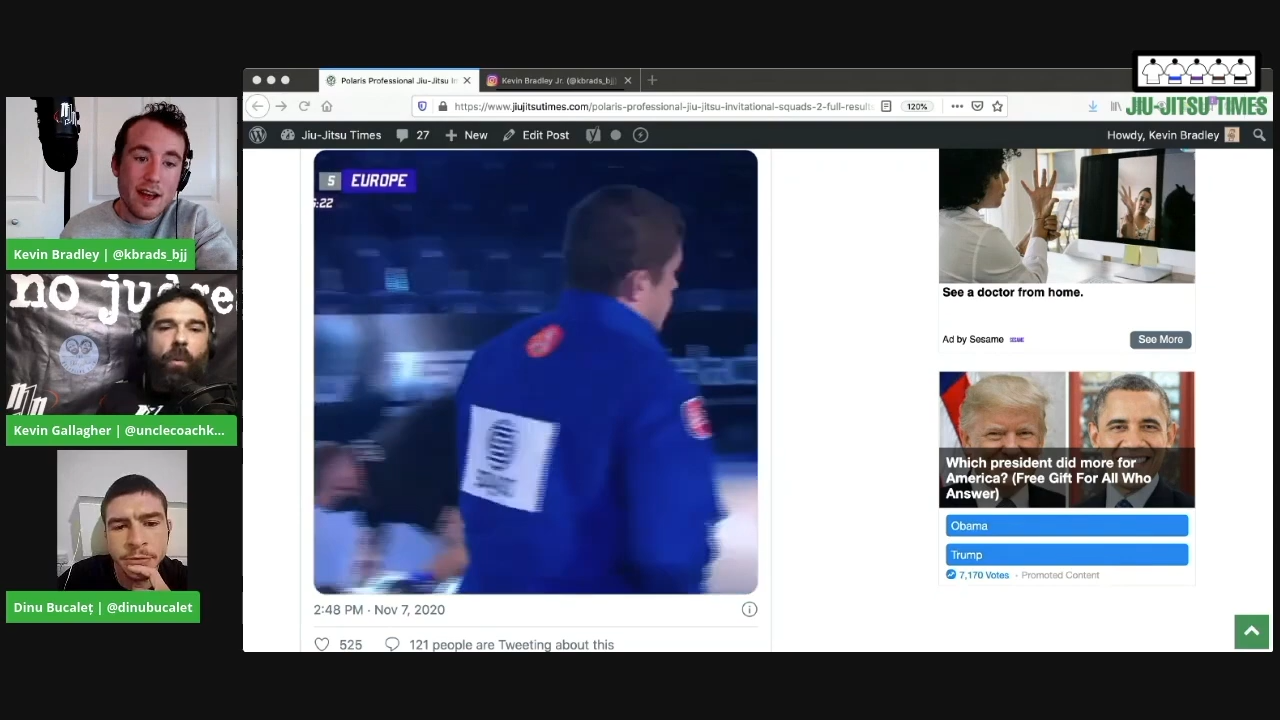 Polaris Professional Jiu-Jitsu In
Kevin Bradley Jr. (@kbrads_bj
https://www.jiujitsutimes.com/polaris-professional-jiu-jitsu-invitational-squads-2-full-results
120%
JIU-JITSU TIMES
Jiu-Jitsu Times
27
New
Edit Post
Howdy, Kevin Bradley
5 EUROPE
5:22
no judges
Kevin Bradley | @kbrads_bjj
Kevin Gallagher | @unclecoachk...
Dinu Bucaleț | @dinubucalet
See a doctor from home.
Ad by Sesame
See More
Which president did more for
America? (Free Gift For All Who
Answer)
Obama
Trump
7,170 Votes · Promoted Content
2:48 PM · Nov 7, 2020
525
121 people are Tweeting about this